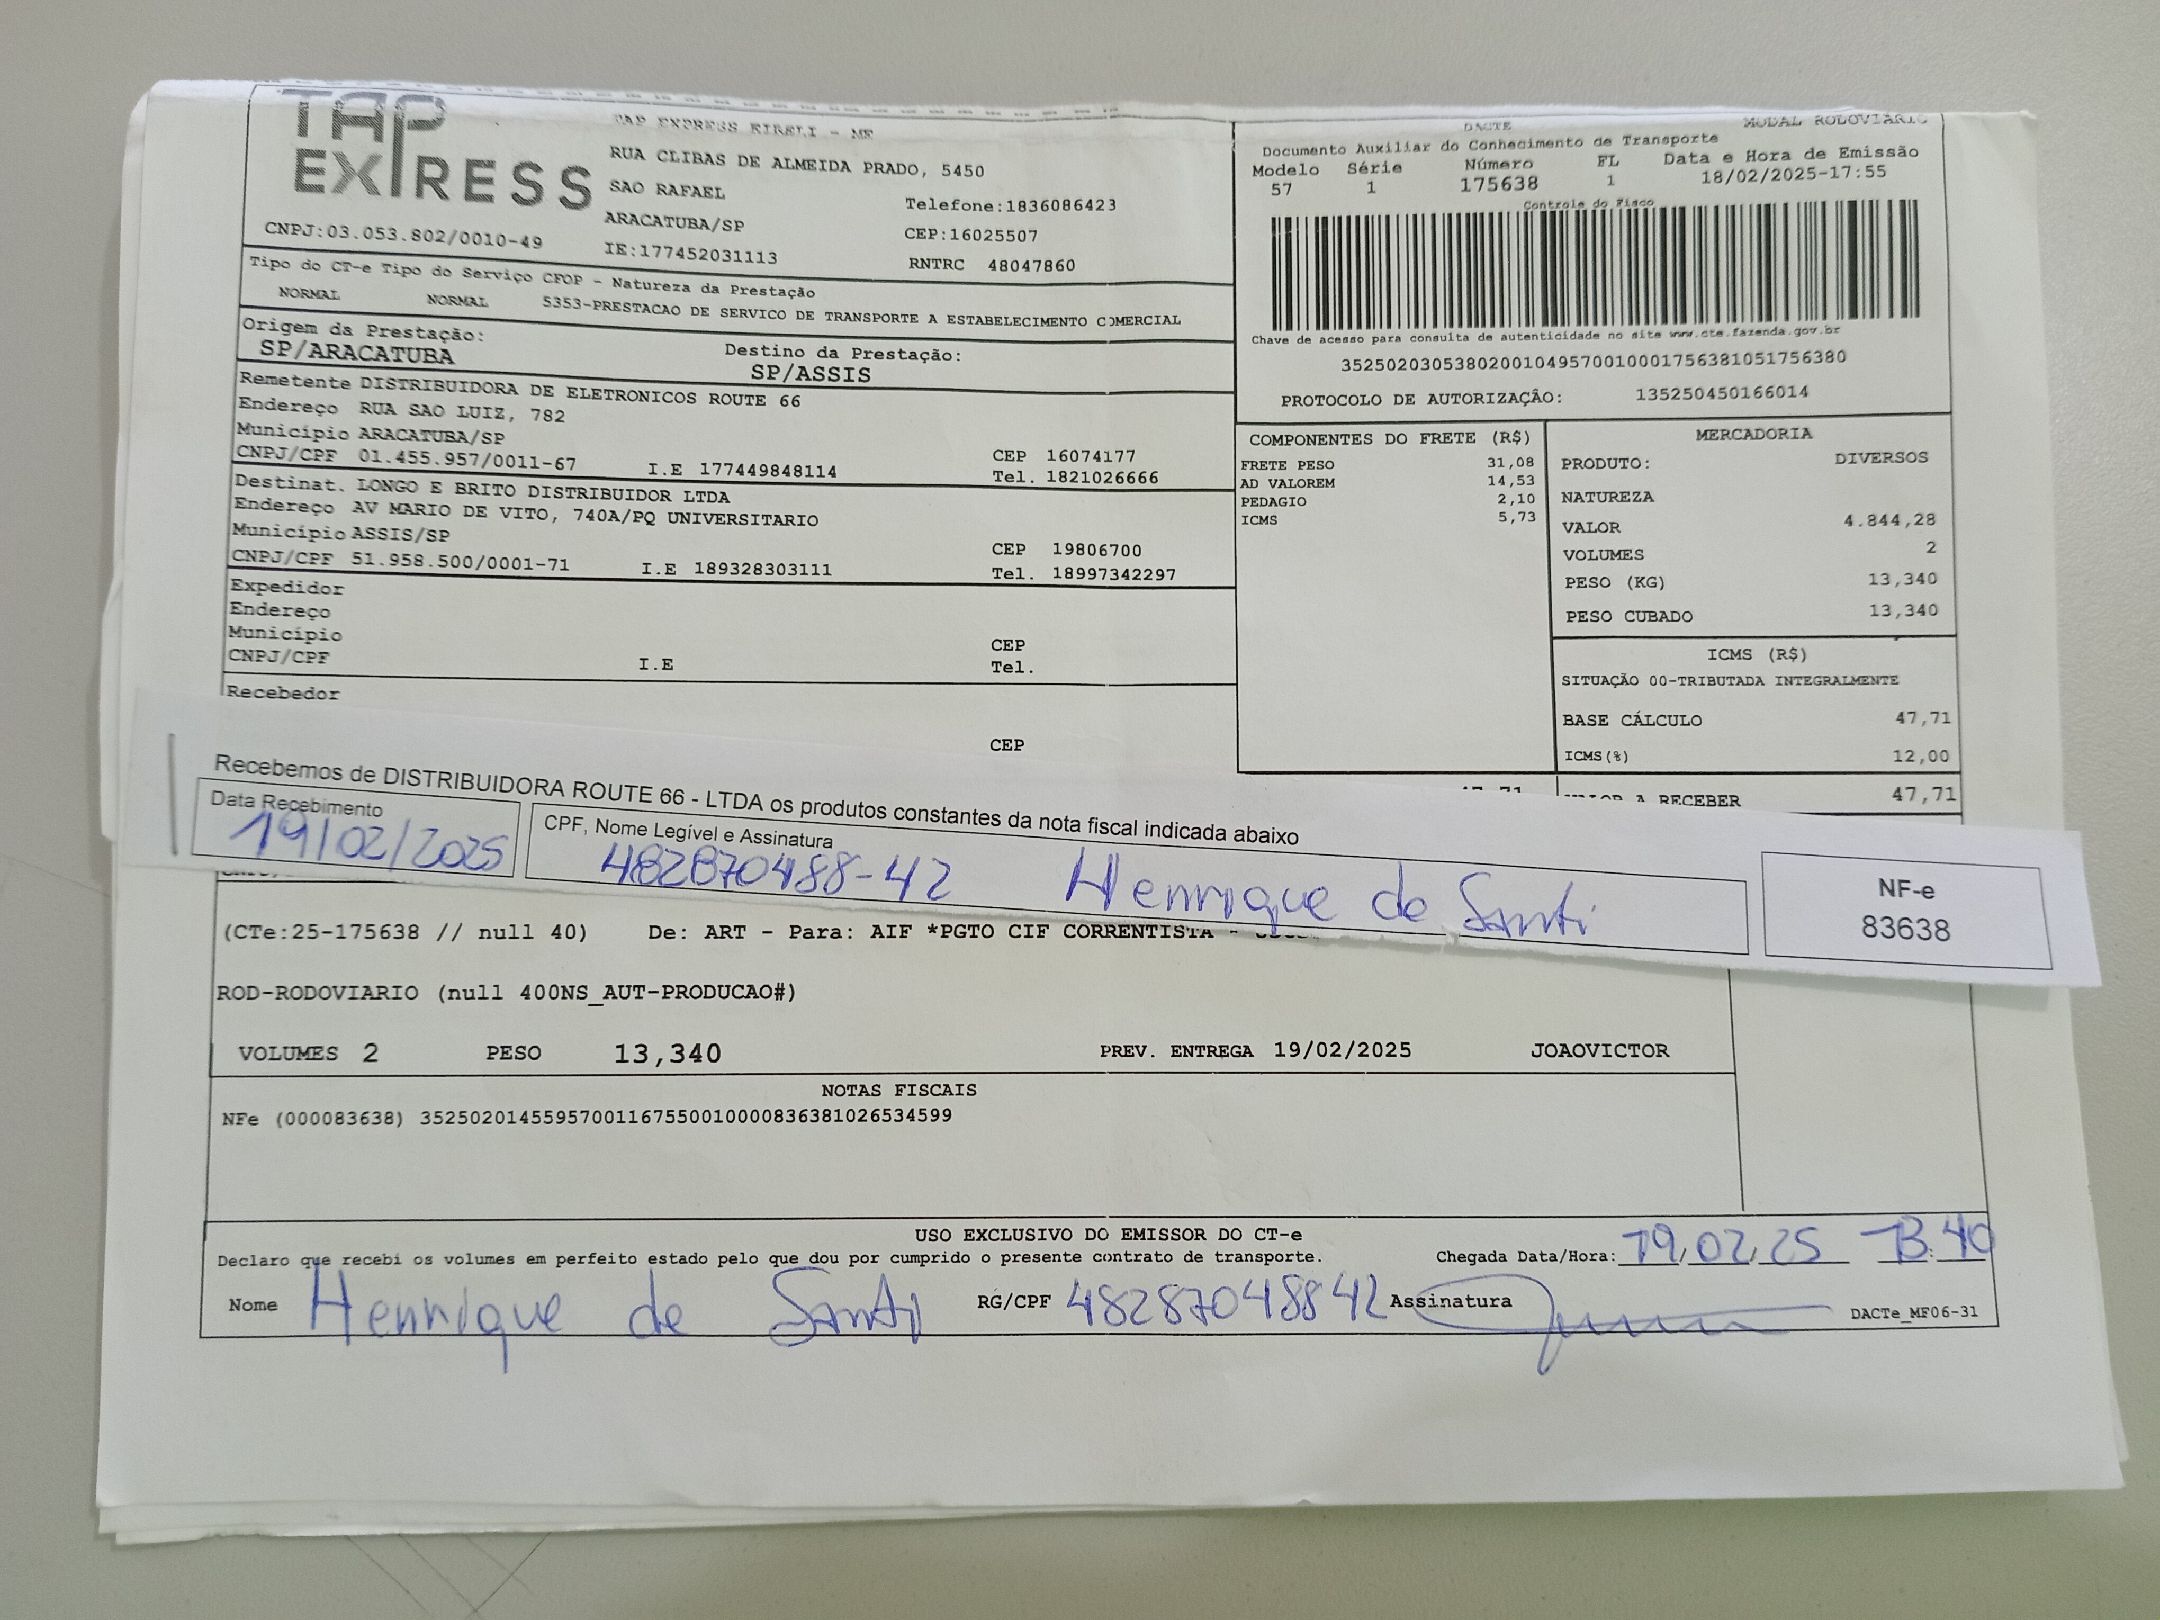 TAP EXPRESS
CNPJ:03.053.802/0010-49
TAP EXPRESS EIRELI - ME
RUA CLIBAS DE ALMEIDA PRADO, 5450
SAO RAFAEL
ARACATUBA/SP
IE:177452031113
Telefone:1836086423
CEP:16025507
RNTRC 48047860
DACTE MODAL RODOVIARIO
Documento Auxiliar do Conhecimento de Transporte
Modelo Série Número FL Data e Hora de Emissão
57 1 175638 1 18/02/2025-17:55
Controle do Fisco
Chave de acesso para consulta de autenticidade no site www.cte.fazenda.gov.br
35250203053802001049570010001756381051756380
PROTOCOLO DE AUTORIZAÇÃO: 135250450166014
Tipo do CT-e Tipo do Serviço CFOP - Natureza da Prestação
NORMAL NORMAL 5353-PRESTACAO DE SERVICO DE TRANSPORTE A ESTABELECIMENTO COMERCIAL
Origem da Prestação: Destino da Prestação:
SP/ARACATUBA SP/ASSIS
Remetente DISTRIBUIDORA DE ELETRONICOS ROUTE 66
Endereço RUA SAO LUIZ, 782
Município ARACATUBA/SP CEP 16074177
CNPJ/CPF 01.455.957/0011-67 I.E 177449848114 Tel. 1821026666
Destinat. LONGO E BRITO DISTRIBUIDOR LTDA
Endereço AV MARIO DE VITO, 740A/PQ UNIVERSITARIO
Município ASSIS/SP CEP 19806700
CNPJ/CPF 51.958.500/0001-71 I.E 189328303111 Tel. 18997342297
Expedidor
Endereço
Município CEP
CNPJ/CPF I.E Tel.
Recebedor
CEP
COMPONENTES DO FRETE (R$)
FRETE PESO 31,08
AD VALOREM 14,53
PEDAGIO 2,10
ICMS 5,73
MERCADORIA
PRODUTO: DIVERSOS
NATUREZA
VALOR 4.844,28
VOLUMES 2
PESO (KG) 13,340
PESO CUBADO 13,340
ICMS (R$)
SITUAÇÃO 00-TRIBUTADA INTEGRALMENTE
BASE CÁLCULO 47,71
ICMS(%) 12,00
A RECEBER 47,71
Recebemos de DISTRIBUIDORA ROUTE 66 - LTDA os produtos constantes da nota fiscal indicada abaixo
Data Recebimento CPF, Nome Legível e Assinatura
19/02/2025 482870488-42 Henrique de Santi
NF-e
83638
(CTe:25-175638 // null 40) De: ART - Para: AIF *PGTO CIF CORRENTISTA -
ROD-RODOVIARIO (null 400NS_AUT-PRODUCAO#)
VOLUMES 2 PESO 13,340 PREV. ENTREGA 19/02/2025 JOAOVICTOR
NOTAS FISCAIS
NFe (000083638) 35250201455957001167550010000836381026534599
USO EXCLUSIVO DO EMISSOR DO CT-e
Declaro que recebi os volumes em perfeito estado pelo que dou por cumprido o presente contrato de transporte. Chegada Data/Hora: 19/02/25 13:40
Nome Henrique de Santi RG/CPF 48287048842 Assinatura DACTe_MF06-31